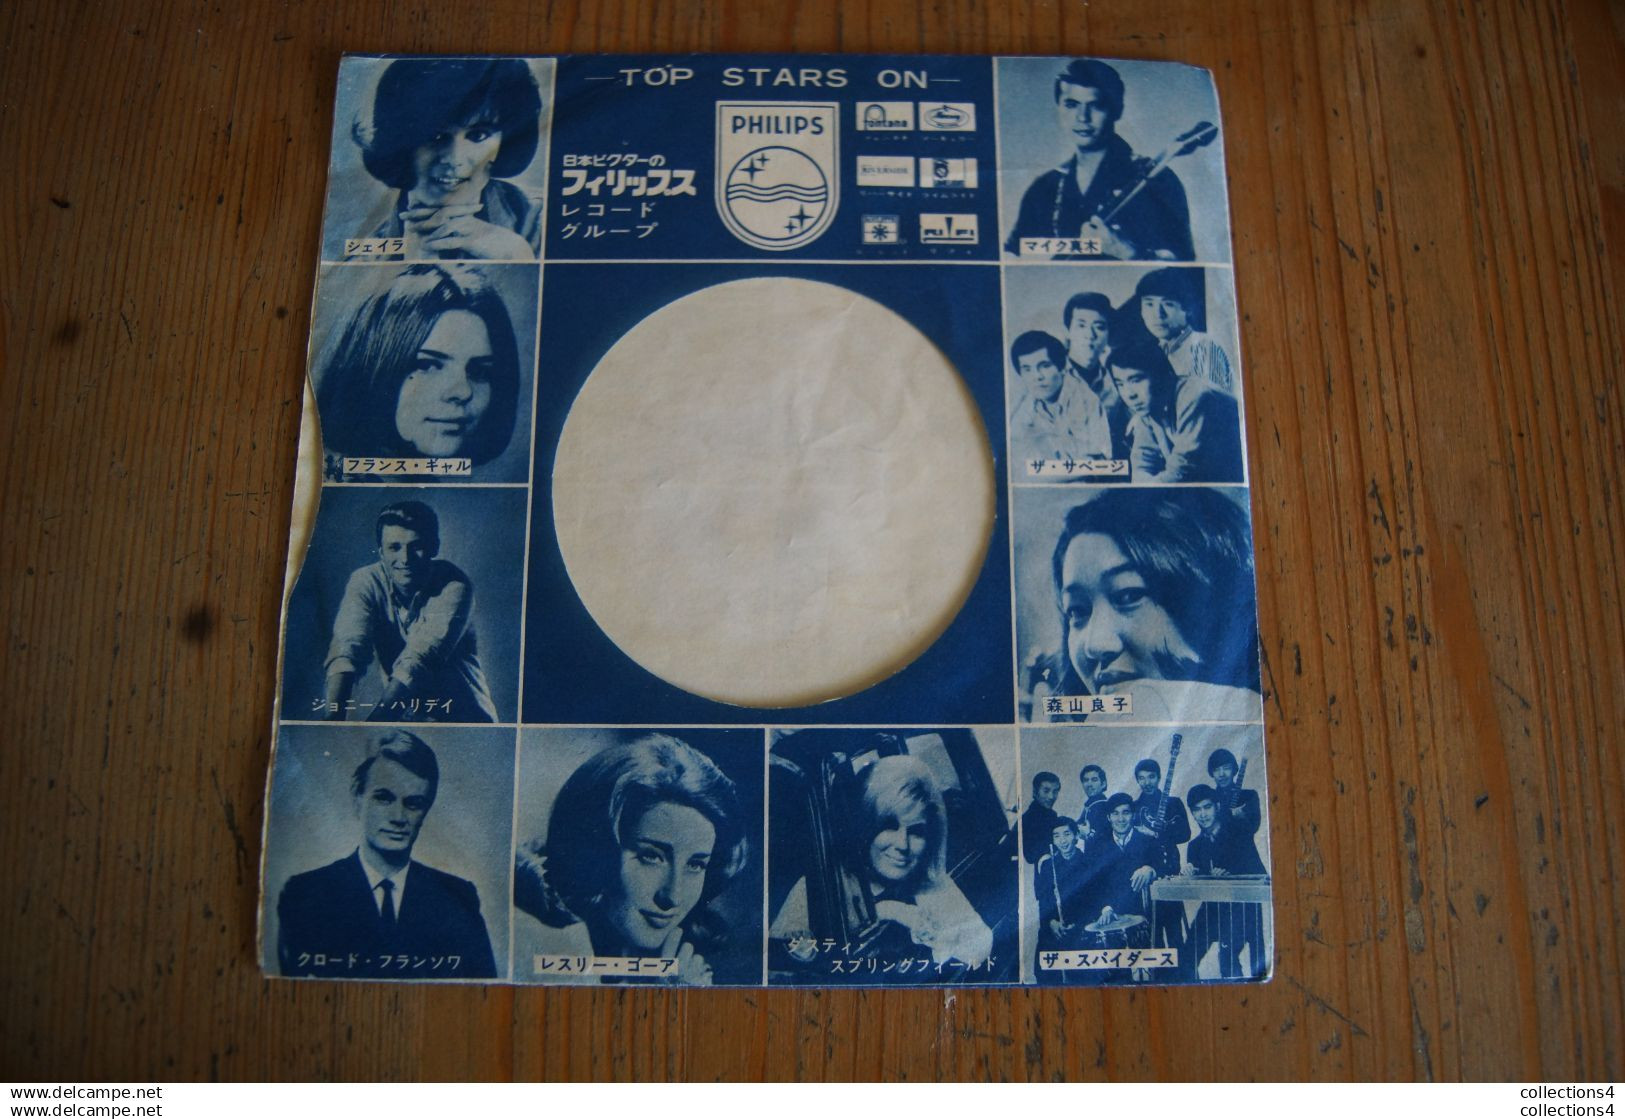 —TOP STARS ON—
PHILIPS
日本ビクターの
フィリップス
レコード
グループ
fontana
RIVERSIDE
シェイラ
マイク真木
フランス・ギャル
ザ・サベージ
ジョニー・ハリデイ
森山良子
クロード・フランソワ
レスリー・ゴーア
ダスティ・
スプリングフィールド
ザ・スパイダース
collections4
collections4
collections4
collections4